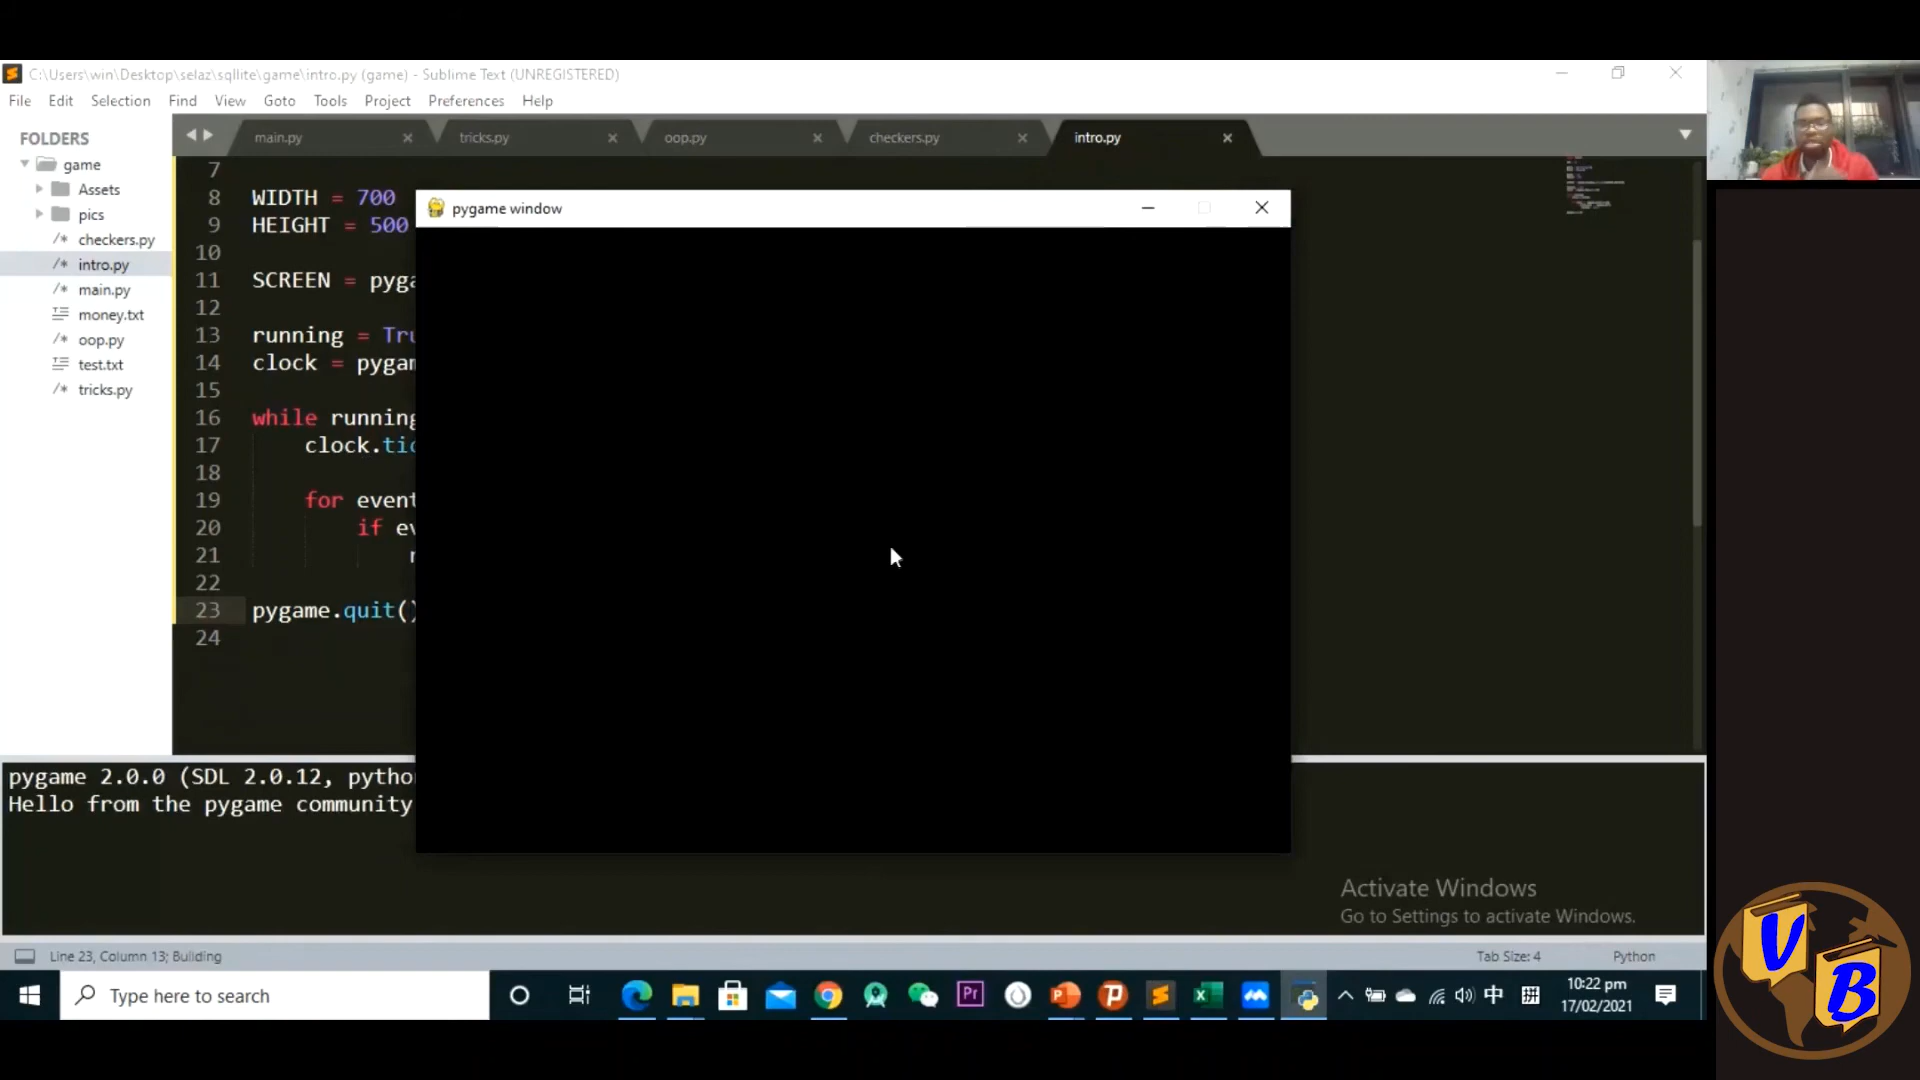 C:\Users\win\Desktop\selaz\sqllite\game\intro.py (game) - Sublime Text (UNREGISTERED)
File Edit Selection Find View Goto Tools Project Preferences Help
FOLDERS
game
Assets
pics
/* checkers.py
/* intro.py
/* main.py
money.txt
/* oop.py
test.txt
/* tricks.py
main.py tricks.py oop.py checkers.py intro.py
7
8 WIDTH = 700
9 HEIGHT = 500
10
11 SCREEN = pyga
12
13 running = Tru
14 clock = pygam
15
16 while running
17 clock.tic
18
19 for event
20 if ev
21 r
22
23 pygame.quit()
24
pygame window
pygame 2.0.0 (SDL 2.0.12, pytho
Hello from the pygame community
Activate Windows
Go to Settings to activate Windows.
Line 23, Column 13; Building
Tab Size: 4 Python
Type here to search
Pr
中
拼
10:22 pm
17/02/2021
V
B